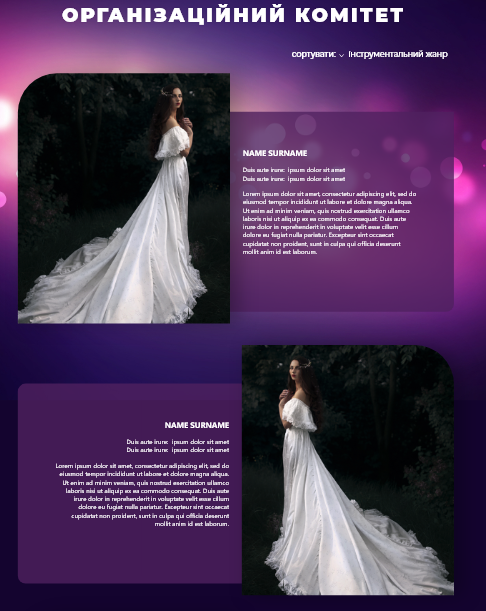 ОРГАНІЗАЦІЙНИЙ КОМІТЕТ
сортувати: Інструментальний жанр
NAME SURNAME
Duis aute irure: ipsum dolor sit amet
Duis aute irure: ipsum dolor sit amet
Lorem ipsum dolor sit amet, consectetur adipiscing elit, sed do
eiusmod tempor incididunt ut labore et dolore magna aliqua.
Ut enim ad minim veniam, quis nostrud exercitation ullamco
laboris nisi ut aliquip ex ea commodo consequat. Duis aute
irure dolor in reprehenderit in voluptate velit esse cillum
dolore eu fugiat nulla pariatur. Excepteur sint occaecat
cupidatat non proident, sunt in culpa qui officia deserunt
mollit anim id est laborum.
NAME SURNAME
Duis aute irure: ipsum dolor sit amet
Duis aute irure: ipsum dolor sit amet
Lorem ipsum dolor sit amet, consectetur adipiscing elit, sed do
eiusmod tempor incididunt ut labore et dolore magna aliqua.
Ut enim ad minim veniam, quis nostrud exercitation ullamco
laboris nisi ut aliquip ex ea commodo consequat. Duis aute
irure dolor in reprehenderit in voluptate velit esse cillum
dolore eu fugiat nulla pariatur. Excepteur sint occaecat
cupidatat non proident, sunt in culpa qui officia deserunt
mollit anim id est laborum.